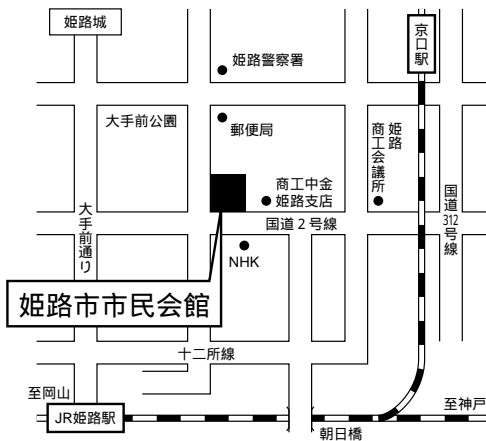 姫路城
京口駅
姫路警察署
大手前公園
郵便局
姫路
商工会議所
商工中金
姫路支店
国道312号線
大手前通り
国道2号線
NHK
姫路市市民会館
十二所線
至岡山
JR姫路駅
至神戸
朝日橋